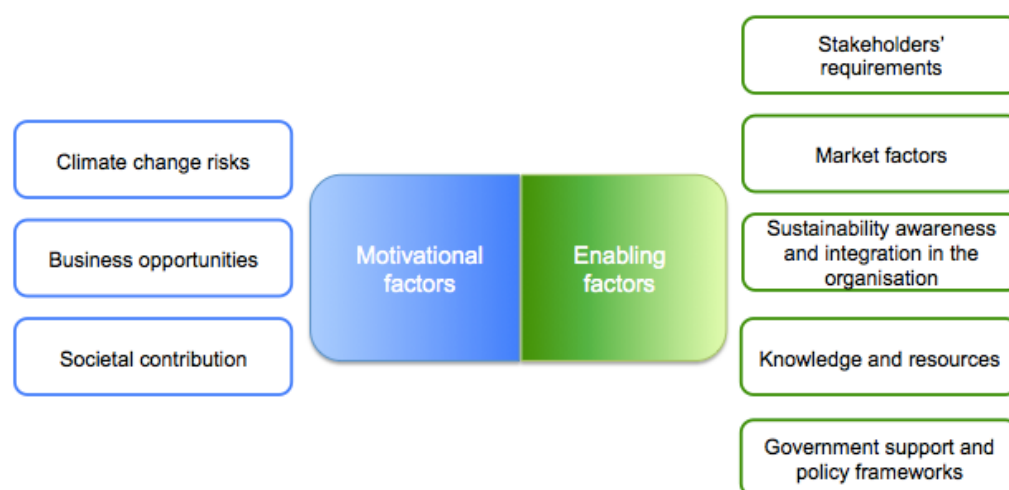 Climate change risks
Business opportunities
Societal contribution
Motivational
factors
Enabling
factors
Stakeholders’
requirements
Market factors
Sustainability awareness
and integration in the
organisation
Knowledge and resources
Government support and
policy frameworks